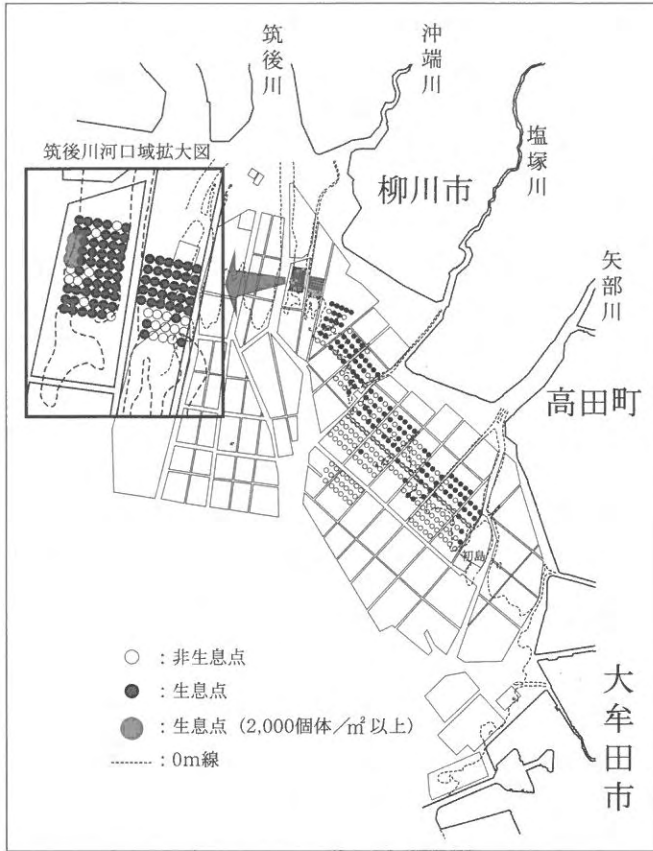 筑後川
沖端川
塩塚川
筑後川河口域拡大図
柳川市
矢部川
高田町
初島
○ : 非生息点
● : 生息点
● : 生息点 (2,000個体/㎡以上)
------ : 0m線
大牟田市